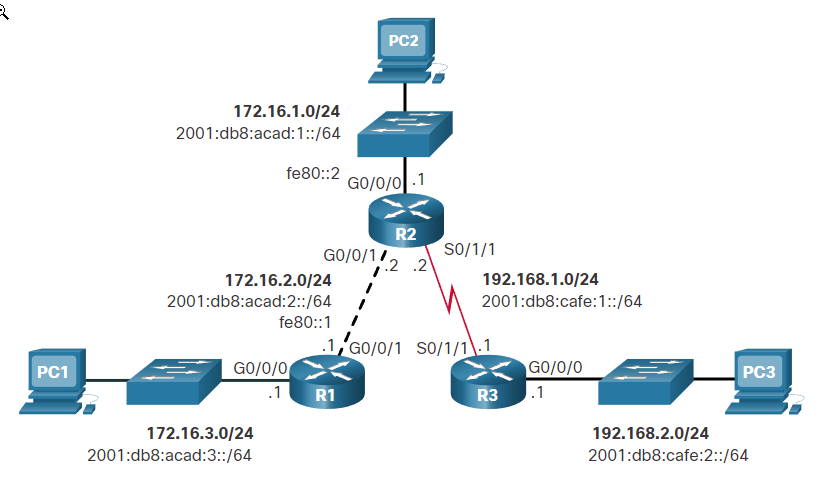 PC2
172.16.1.0/24
2001:db8:acad:1::/64
fe80::2
G0/0/0
.1
R2
G0/0/1
.2
.2
S0/1/1
172.16.2.0/24
2001:db8:acad:2::/64
fe80::1
192.168.1.0/24
2001:db8:cafe:1::/64
.1
G0/0/1
S0/1/1
.1
PC1
G0/0/0
.1
R1
R3
G0/0/0
.1
PC3
172.16.3.0/24
2001:db8:acad:3::/64
192.168.2.0/24
2001:db8:cafe:2::/64